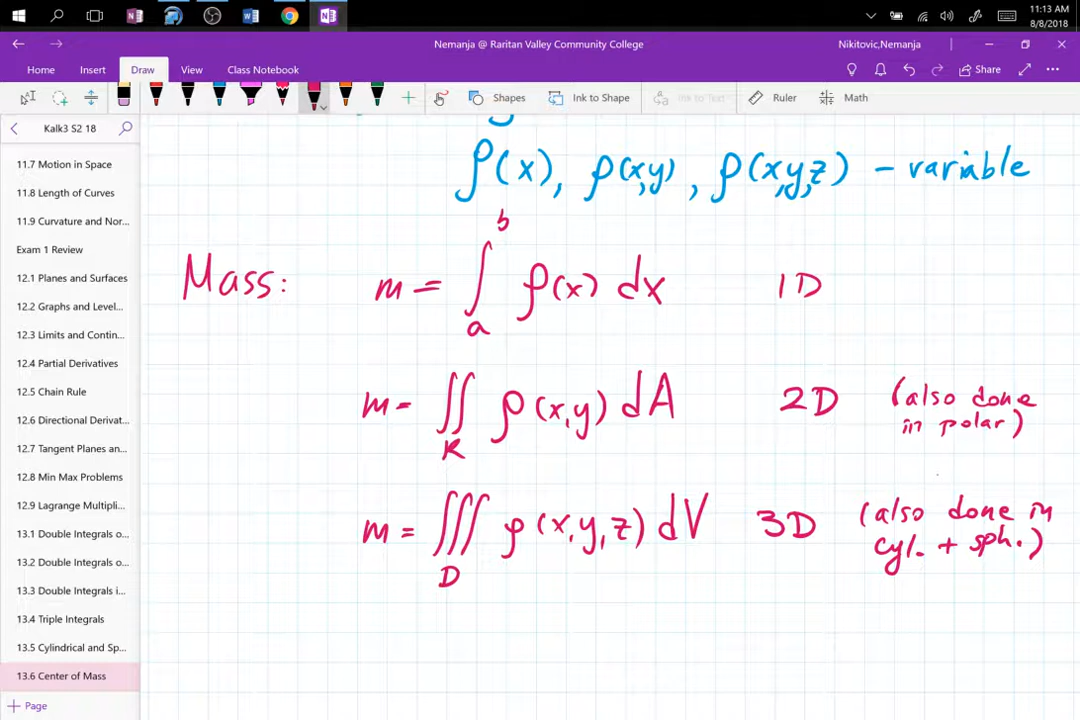 11:13 AM
8/8/2018
Nemanja @ Raritan Valley Community College
Nikitovic,Nemanja
Home Insert Draw View Class Notebook
Share
Shapes Ink to Shape Ink to Text Ruler Math
Kalk3 S2 18
11.7 Motion in Space
11.8 Length of Curves
11.9 Curvature and Nor...
Exam 1 Review
12.1 Planes and Surfaces
12.2 Graphs and Level...
12.3 Limits and Contin...
12.4 Partial Derivatives
12.5 Chain Rule
12.6 Directional Derivat...
12.7 Tangent Planes an...
12.8 Min Max Problems
12.9 Lagrange Multipli...
13.1 Double Integrals o...
13.2 Double Integrals o...
13.3 Double Integrals i...
13.4 Triple Integrals
13.5 Cylindrical and Sp...
13.6 Center of Mass
+ Page
ρ(x), ρ(x,y), ρ(x,y,z) – variable
Mass: m = ∫_a^b ρ(x) dx 1D
m = ∬_R ρ(x,y) dA 2D (also done
in polar)
m = ∭_D ρ(x,y,z) dV 3D (also done in
cyl. + sph.)